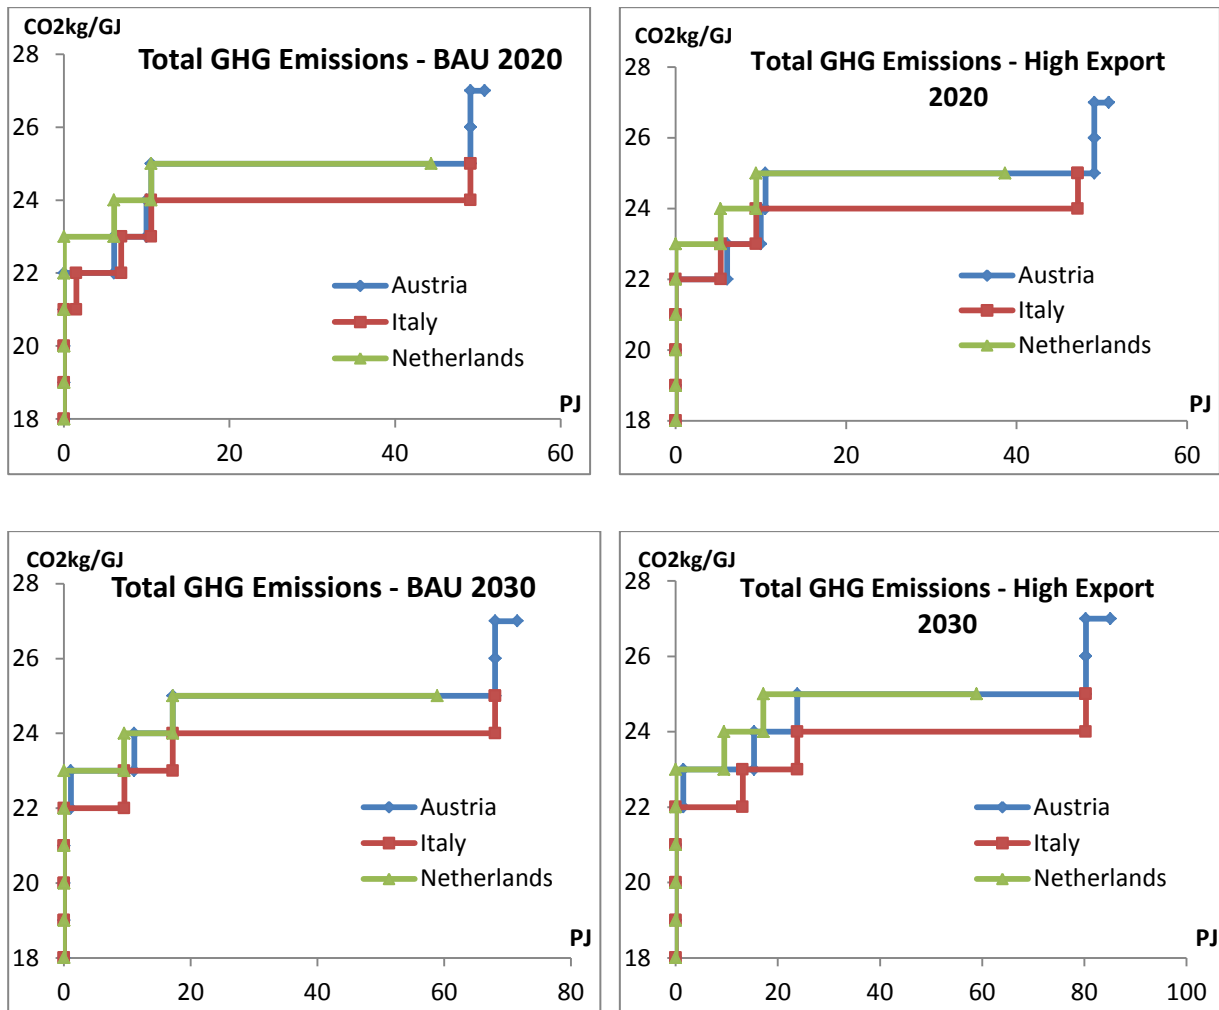 CO2kg/GJ
Total GHG Emissions - BAU 2020
28
26
24
22
20
18
Austria
Italy
Netherlands
PJ
0 20 40 60
CO2kg/GJ
Total GHG Emissions - High Export
2020
28
26
24
22
20
18
Austria
Italy
Netherlands
PJ
0 20 40 60
CO2kg/GJ
Total GHG Emissions - BAU 2030
28
26
24
22
20
18
Austria
Italy
Netherlands
PJ
0 20 40 60 80
CO2kg/GJ
Total GHG Emissions - High Export
2030
28
26
24
22
20
18
Austria
Italy
Netherlands
PJ
0 20 40 60 80 100